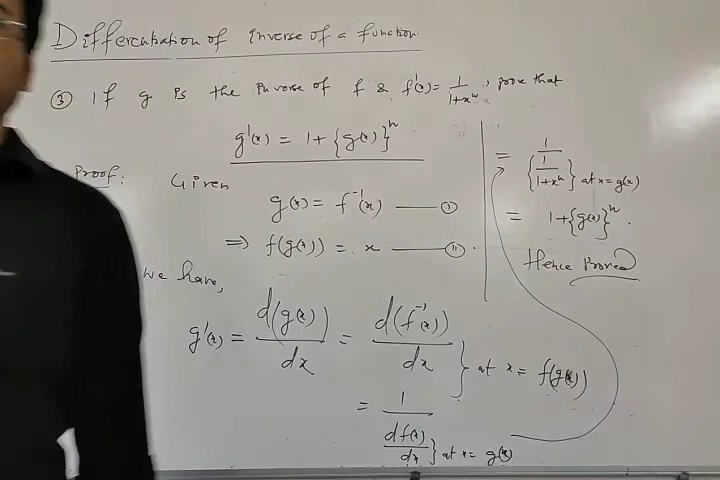 Differentiation of inverse of a function.
③ If g is the inverse of f & f'(x) = 1/(1+xⁿ), prove that
g'(x) = 1 + {g(x)}ⁿ
Proof: Given
g(x) = f⁻¹(x) —— ①
⇒ f(g(x)) = x —— ⑪.
We have,
g'(x) = d(g(x))/dx = d(f⁻¹(x))/dx } at x = f(g(x))
= 1/(df(x)/dx} at x = g(x))
= 1/{1/(1+xⁿ)} at x = g(x)
= 1+{g(x)}ⁿ.
Hence Proved